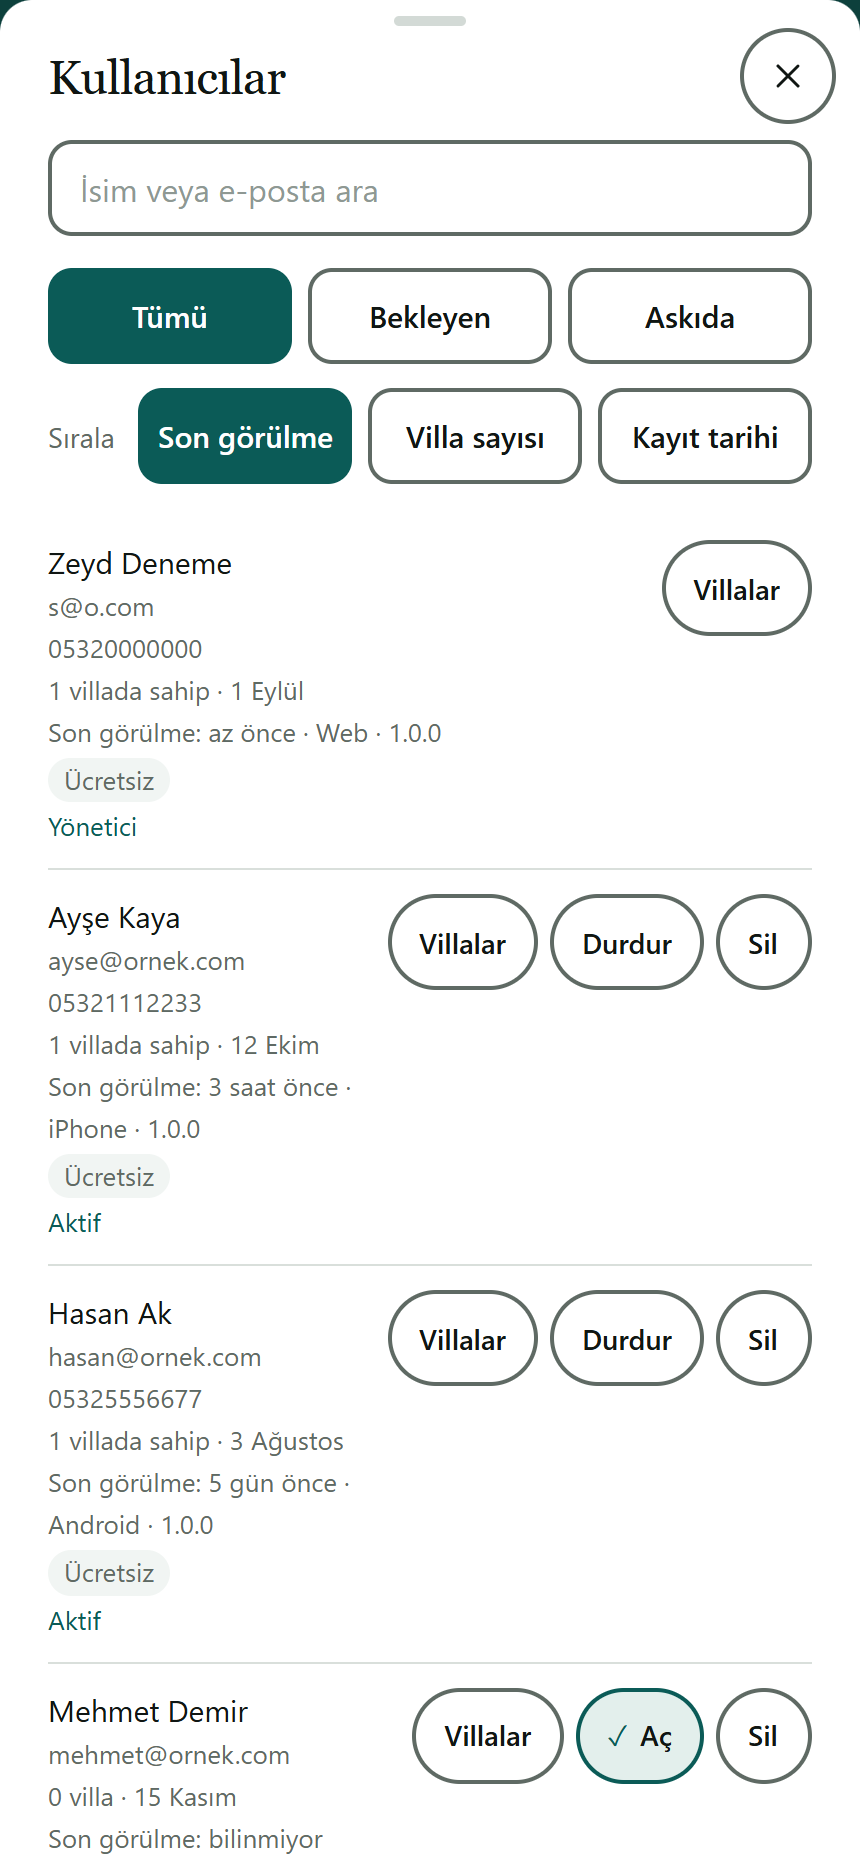 Kullanıcılar
İsim veya e-posta ara
Tümü Bekleyen Askıda
Sırala Son görülme Villa sayısı Kayıt tarihi
Zeyd Deneme
Villalar
s@o.com
05320000000
1 villada sahip · 1 Eylül
Son görülme: az önce · Web · 1.0.0
Ücretsiz
Yönetici
Ayşe Kaya
Villalar Durdur Sil
ayse@ornek.com
05321112233
1 villada sahip · 12 Ekim
Son görülme: 3 saat önce ·
iPhone · 1.0.0
Ücretsiz
Aktif
Hasan Ak
Villalar Durdur Sil
hasan@ornek.com
05325556677
1 villada sahip · 3 Ağustos
Son görülme: 5 gün önce ·
Android · 1.0.0
Ücretsiz
Aktif
Mehmet Demir
Villalar ✓ Aç Sil
mehmet@ornek.com
0 villa · 15 Kasım
Son görülme: bilinmiyor